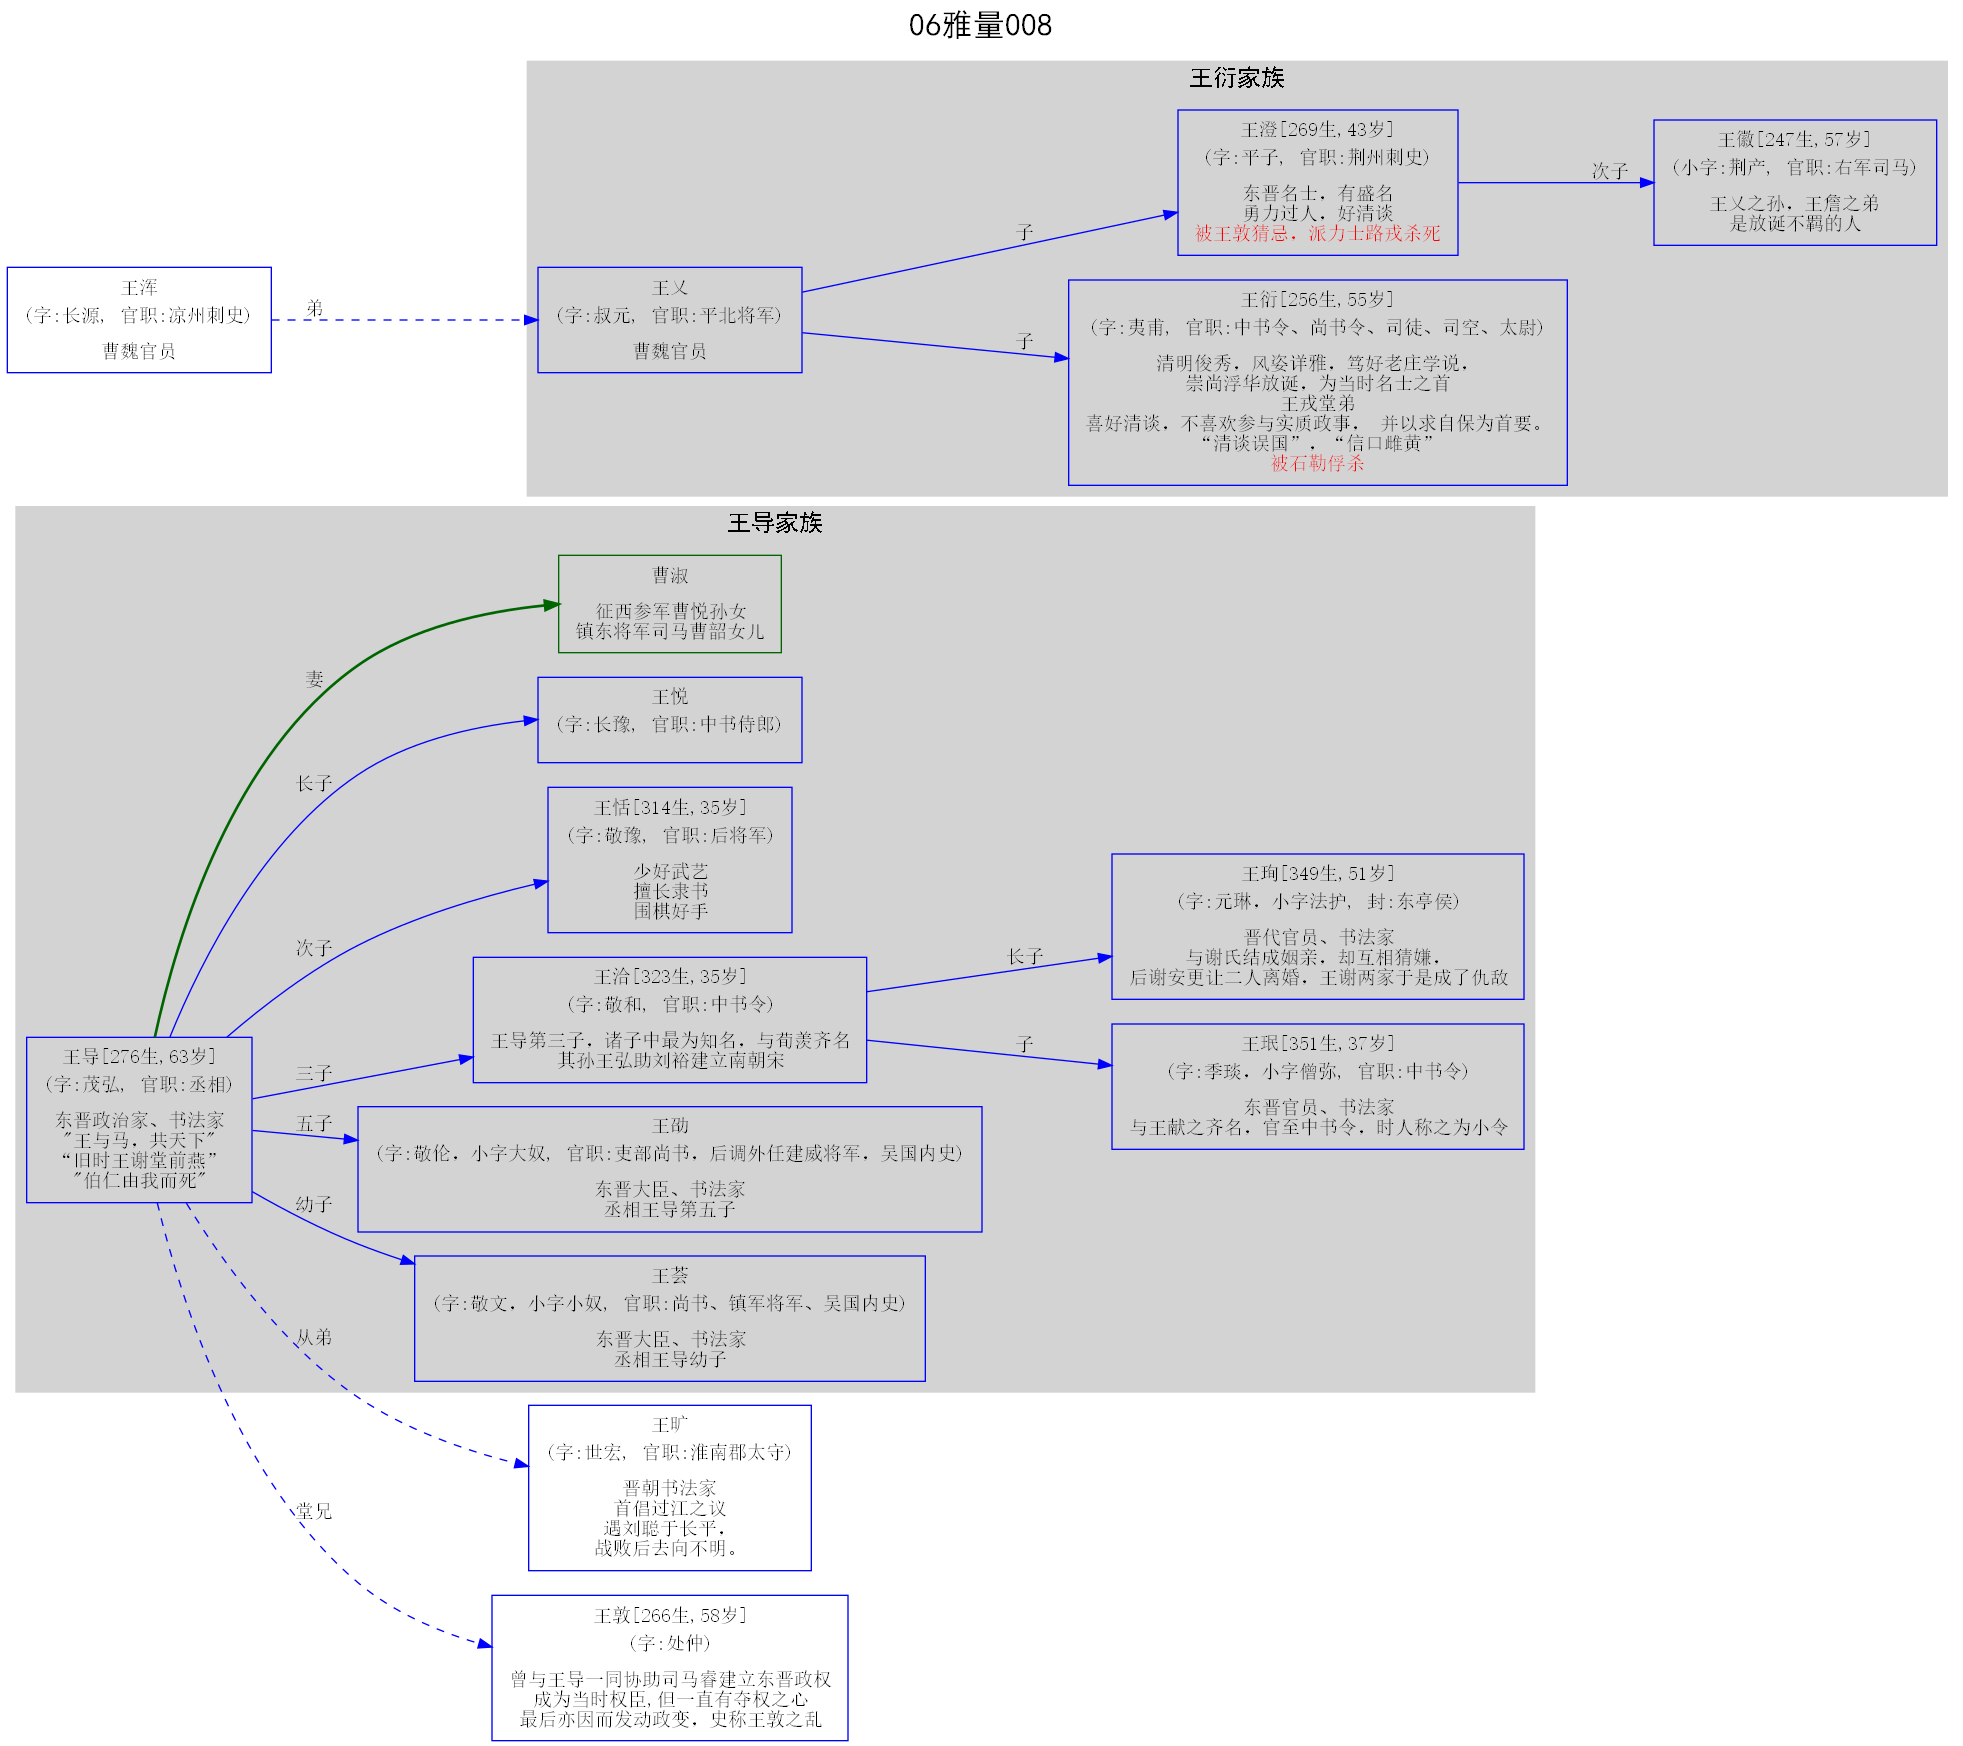 06雅量008
王衍家族
王浑
(字:长源, 官职:凉州刺史)
曹魏官员
弟
王乂
(字:叔元, 官职:平北将军)
曹魏官员
子
王澄[269生,43岁]
(字:平子, 官职:荆州刺史)
东晋名士，有盛名
勇力过人，好清谈
被王敦猜忌，派力士路戎杀死
次子
王徽[247生,57岁]
(小字:荆产, 官职:右军司马)
王乂之孙，王詹之弟
是放诞不羁的人
子
王衍[256生,55岁]
(字:夷甫, 官职:中书令、尚书令、司徒、司空、太尉)
清明俊秀，风姿详雅，笃好老庄学说，
崇尚浮华放诞，为当时名士之首
王戎堂弟
喜好清谈，不喜欢参与实质政事， 并以求自保为首要。
“清谈误国”，“信口雌黄”
被石勒俘杀
王导家族
王导[276生,63岁]
(字:茂弘, 官职:丞相)
东晋政治家、书法家
"王与马，共天下"
“旧时王谢堂前燕”
"伯仁由我而死"
妻
曹淑
征西参军曹悦孙女
镇东将军司马曹韶女儿
长子
王悦
(字:长豫, 官职:中书侍郎)
次子
王恬[314生,35岁]
(字:敬豫, 官职:后将军)
少好武艺
擅长隶书
围棋好手
三子
王洽[323生,35岁]
(字:敬和, 官职:中书令)
王导第三子，诸子中最为知名，与荀羡齐名
其孙王弘助刘裕建立南朝宋
长子
王珣[349生,51岁]
(字:元琳，小字法护, 封:东亭侯)
晋代官员、书法家
与谢氏结成姻亲，却互相猜嫌，
后谢安更让二人离婚，王谢两家于是成了仇敌
子
王珉[351生,37岁]
(字:季琰，小字僧弥, 官职:中书令)
东晋官员、书法家
与王献之齐名，官至中书令，时人称之为小令
五子
王劭
(字:敬伦，小字大奴, 官职:吏部尚书，后调外任建威将军，吴国内史)
东晋大臣、书法家
丞相王导第五子
幼子
王荟
(字:敬文，小字小奴, 官职:尚书、镇军将军、吴国内史)
东晋大臣、书法家
丞相王导幼子
从弟
王旷
(字:世宏, 官职:淮南郡太守)
晋朝书法家
首倡过江之议
遇刘聪于长平，
战败后去向不明。
堂兄
王敦[266生,58岁]
(字:处仲)
曾与王导一同协助司马睿建立东晋政权
成为当时权臣,但一直有夺权之心
最后亦因而发动政变，史称王敦之乱